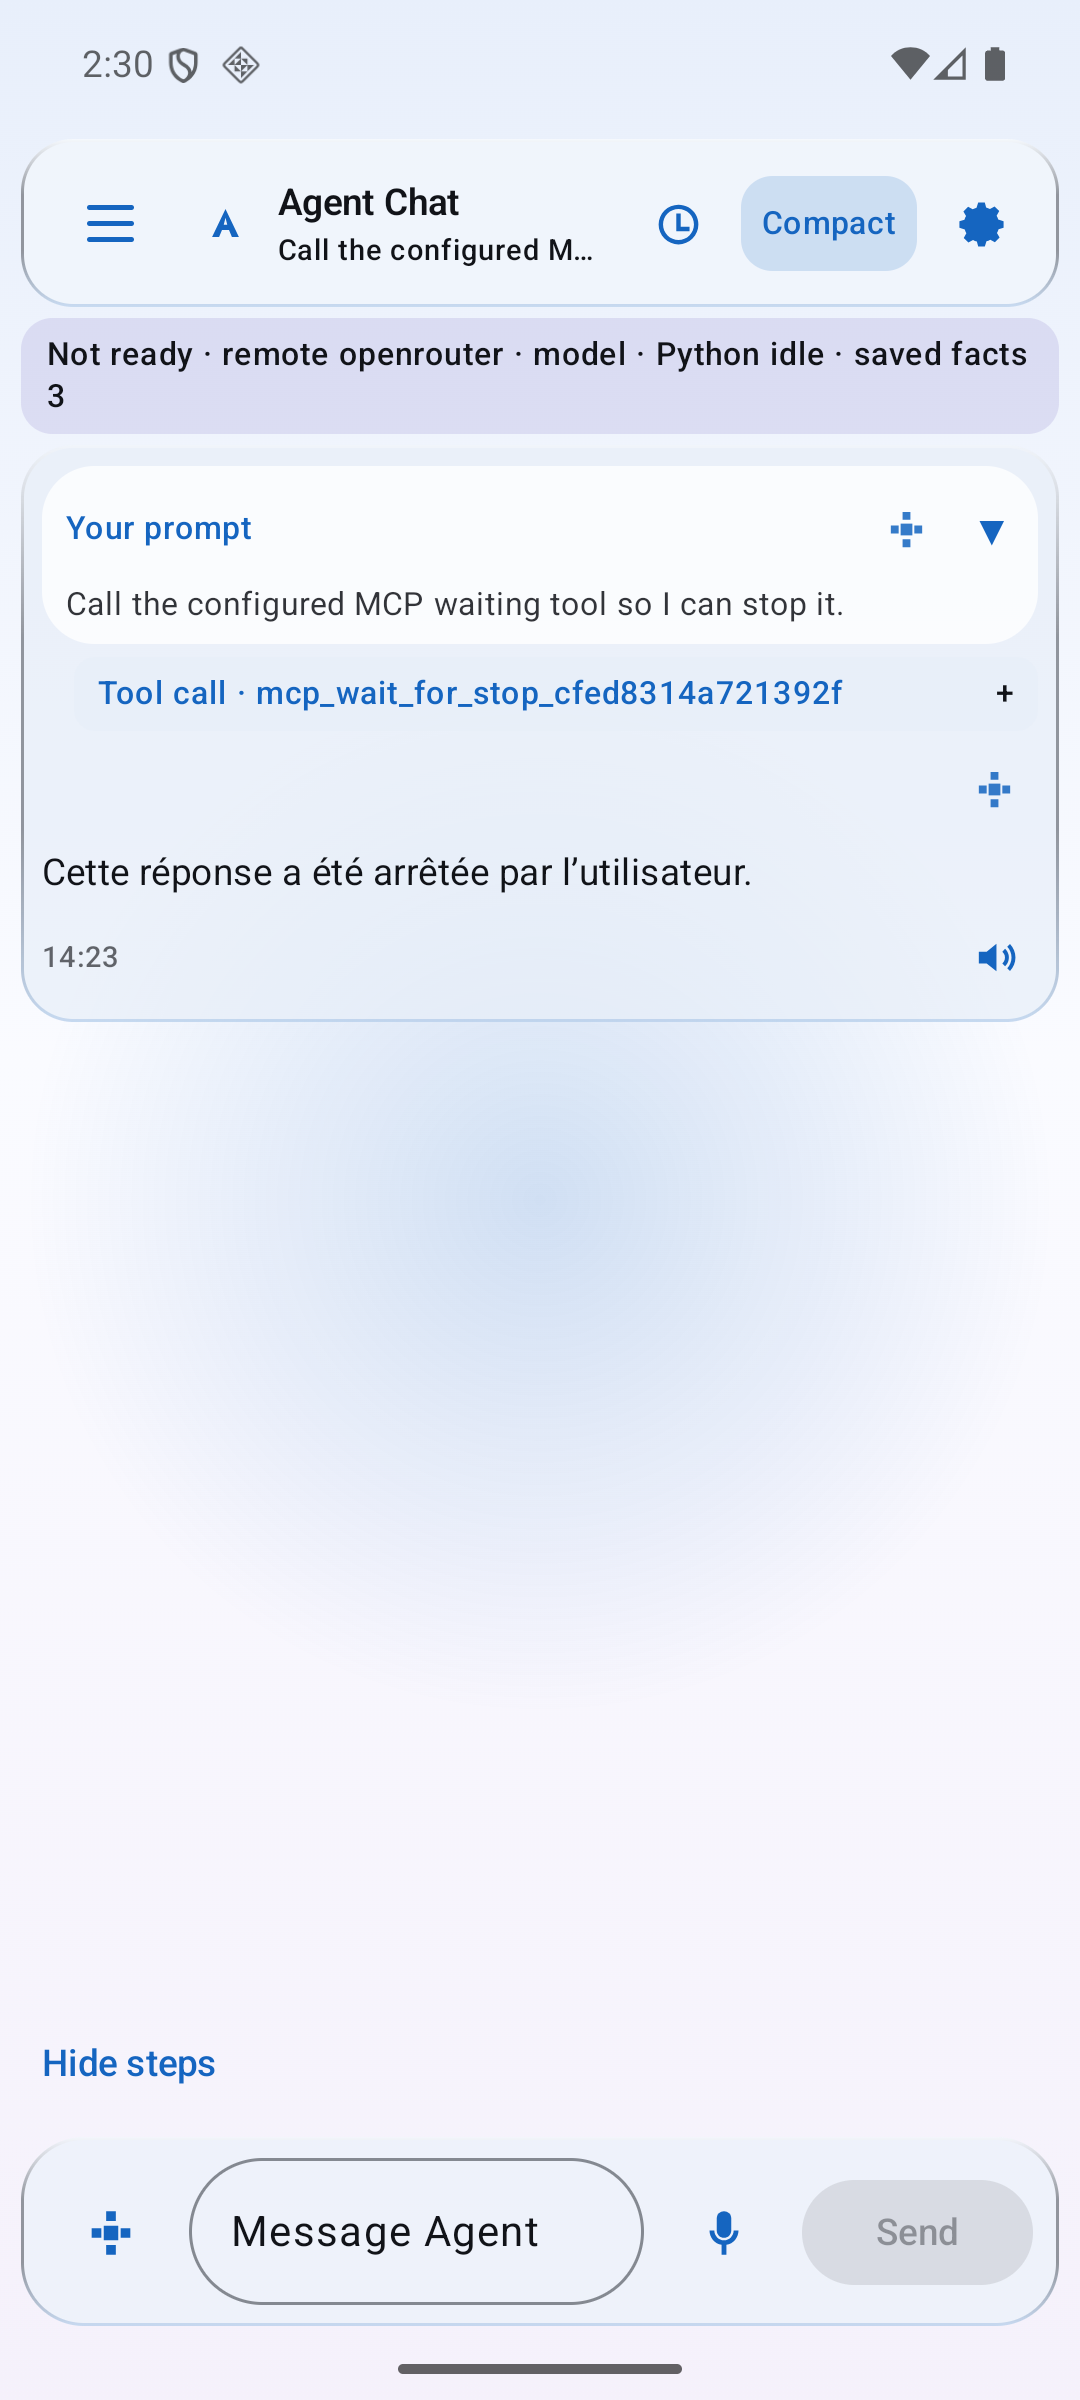 2:30
Agent Chat
Call the configured M...
Compact
Not ready · remote openrouter · model · Python idle · saved facts
3
Your prompt
Call the configured MCP waiting tool so I can stop it.
Tool call · mcp_wait_for_stop_cfed8314a721392f
+
Cette réponse a été arrêtée par l’utilisateur.
14:23
Hide steps
Message Agent
Send